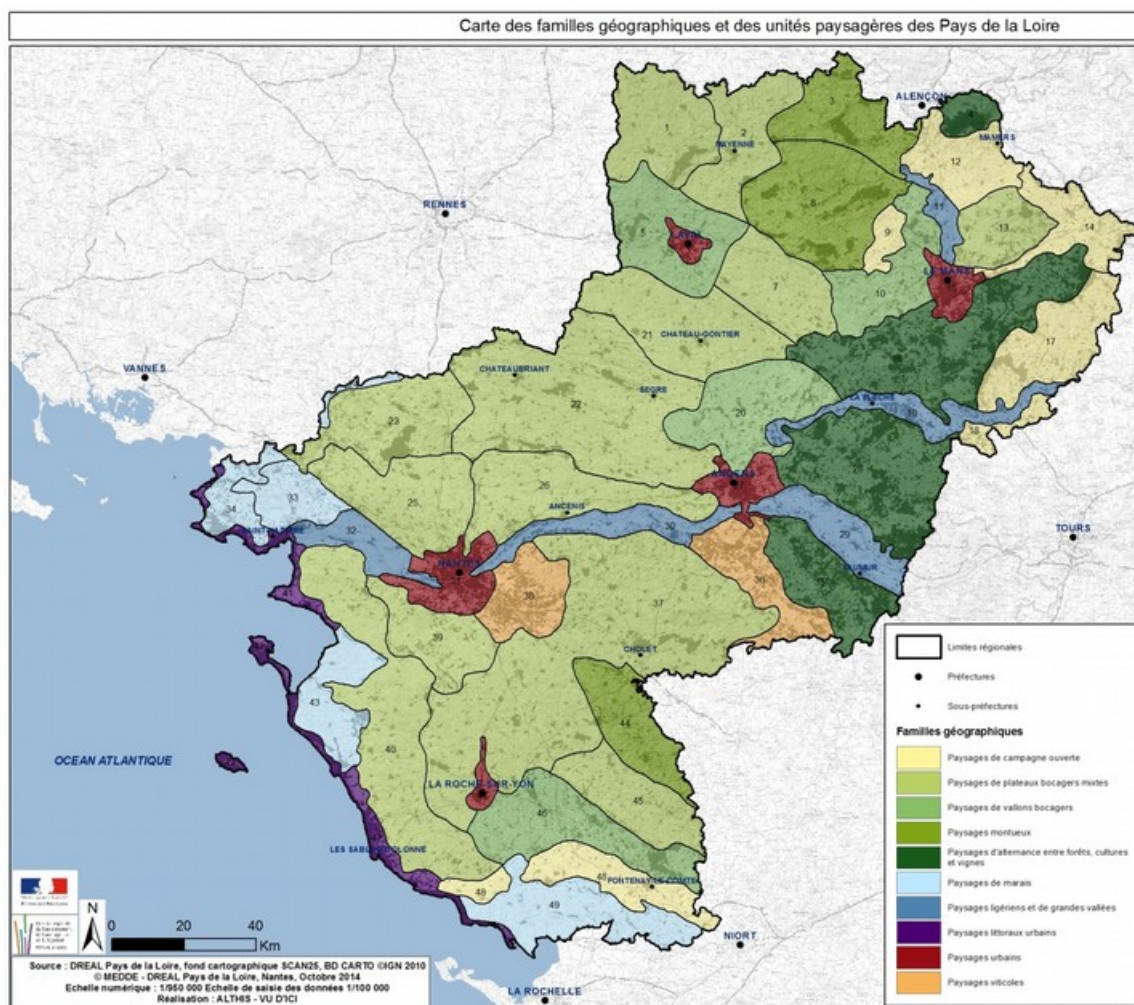 Carte des familles géographiques et des unités paysagères des Pays de la Loire
ALENÇON
MAMERS
1
2
3
MAYENNE
12
RENNES
5
LAVAL
9
11
13
14
7
10
LE MANS
21
CHATEAU-GONTIER
17
VANNES
CHATEAUBRIANT
22
SEGRE
LA FLECHE
19
23
20
18
ANGERS
33
34
25
26
ANCENIS
30
32
29
TOURS
SAINT-NAZAIRE
NANTES
SAUMUR
41
39
37
CHOLET
43
44
40
OCEAN ATLANTIQUE
LA ROCHE-SUR-YON
45
46
LES SABLES-D'OLONNE
48
48
FONTENAY-LE-COMTE
49
NIORT
LA ROCHELLE
Limites régionales
Préfectures
Sous-préfectures
Familles géographiques
Paysages de campagne ouverte
Paysages de plateaux bocagers mixtes
Paysages de vallons bocagers
Paysages montueux
Paysages d'alternance entre forêts, cultures
et vignes
Paysages de marais
Paysages ligériens et de grandes vallées
Paysages littoraux urbains
Paysages urbains
Paysages viticoles
N
0 20 40
Km
Source : DREAL Pays de la Loire, fond cartographique SCAN25, BD CARTO ©IGN 2010
© MEDDE - DREAL Pays de la Loire, Nantes, Octobre 2014
Echelle numérique : 1/950 000 Echelle de saisie des données 1/100 000
Réalisation : ALTHIS - VU D'ICI